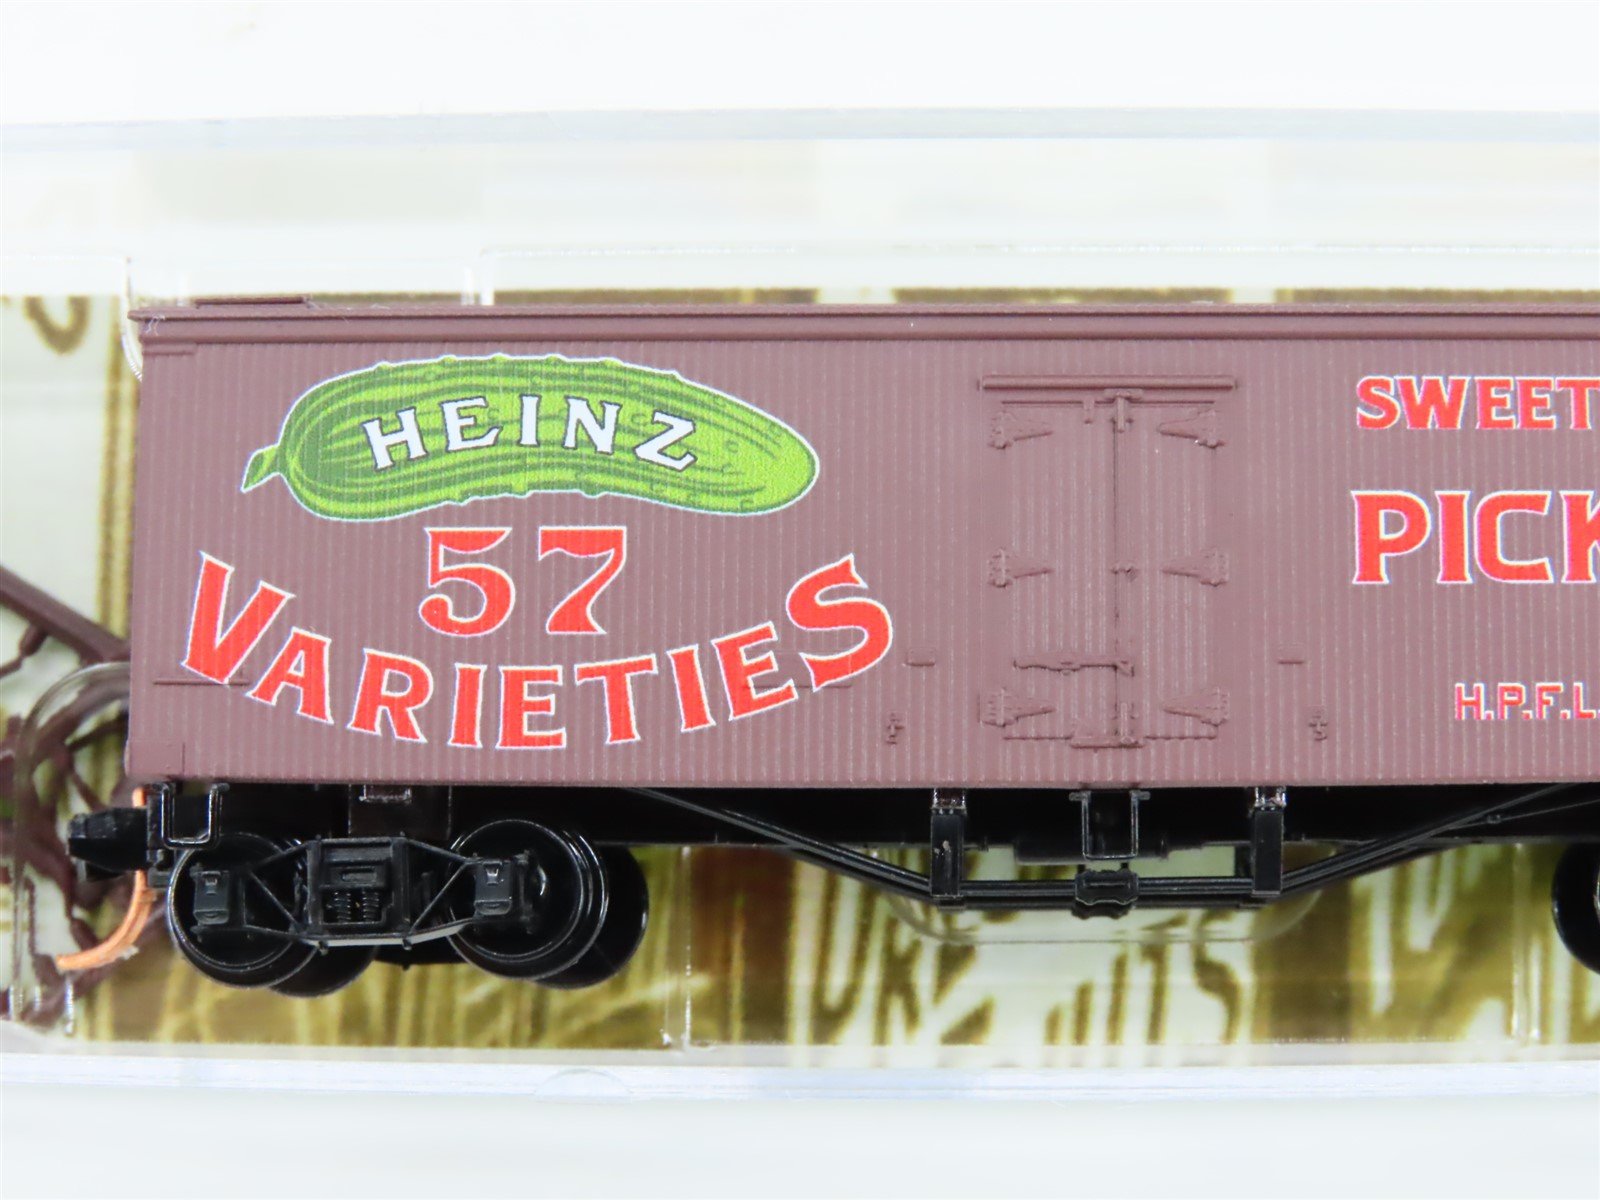 HEINZ
57
VARIETIES
SWEET
PICK
H.P.F.L.